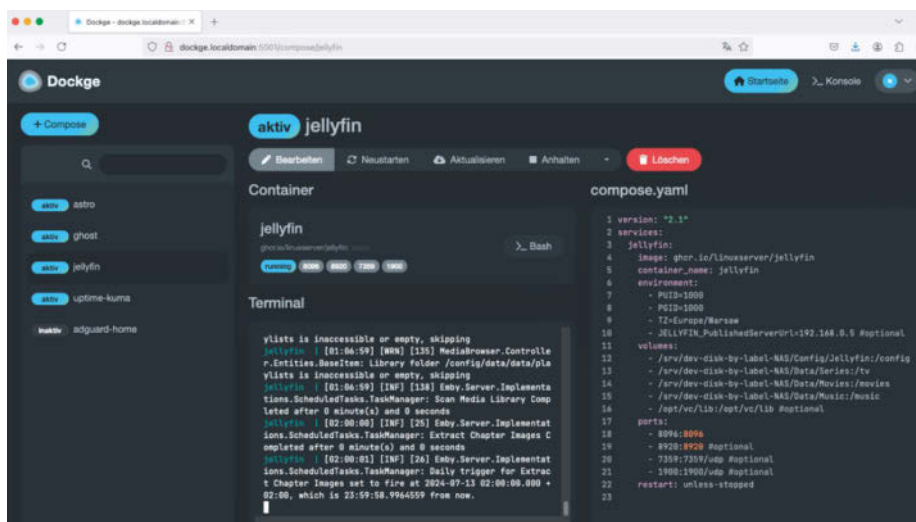 Dockge - dockge.localdomain
dockge.localdomain:5001/compose/jellyfin
Dockge
Startseite
Konsole
+ Compose
aktiv astro
aktiv ghost
aktiv jellyfin
aktiv uptime-kuma
inaktiv adguard-home
aktiv jellyfin
Bearbeiten Neustarten Aktualisieren Anhalten Löschen
Container
jellyfin
ghcr.io/linuxserver/jellyfin
>_ Bash
running 8096 8920 7359 1900
Terminal
ylists is inaccessible or empty, skipping
jellyfin | [01:06:59] [WRN] [135] MediaBrowser.Controlle
r.Entities.BaseItem: Library folder /config/data/data/pla
ylists is inaccessible or empty, skipping
jellyfin | [01:06:59] [INF] [138] Emby.Server.Implementa
tions.ScheduledTasks.TaskManager: Scan Media Library Comp
leted after 0 minute(s) and 0 seconds
jellyfin | [02:00:00] [INF] [25] Emby.Server.Implementat
ions.ScheduledTasks.TaskManager: Extract Chapter Images C
ompleted after 0 minute(s) and 0 seconds
jellyfin | [02:00:01] [INF] [26] Emby.Server.Implementat
ions.ScheduledTasks.TaskManager: Daily trigger for Extrac
t Chapter Images set to fire at 2024-07-13 02:00:00.000 +
02:00, which is 23:59:58.9964559 from now.
compose.yaml
1 version: "2.1"
2 services:
3 jellyfin:
4 image: ghcr.io/linuxserver/jellyfin
5 container_name: jellyfin
6 environment:
7 - PUID=1000
8 - PGID=1000
9 - TZ=Europe/Warsaw
10 - JELLYFIN_PublishedServerUrl=192.168.0.5 #optional
11 volumes:
12 - /srv/dev-disk-by-label-NAS/Config/Jellyfin:/config
13 - /srv/dev-disk-by-label-NAS/Data/Series:/tv
14 - /srv/dev-disk-by-label-NAS/Data/Movies:/movies
15 - /srv/dev-disk-by-label-NAS/Data/Music:/music
16 - /opt/vc/lib:/opt/vc/lib #optional
17 ports:
18 - 8096:8096
19 - 8920:8920 #optional
20 - 7359:7359/udp #optional
21 - 1900:1900/udp #optional
22 restart: unless-stopped
23